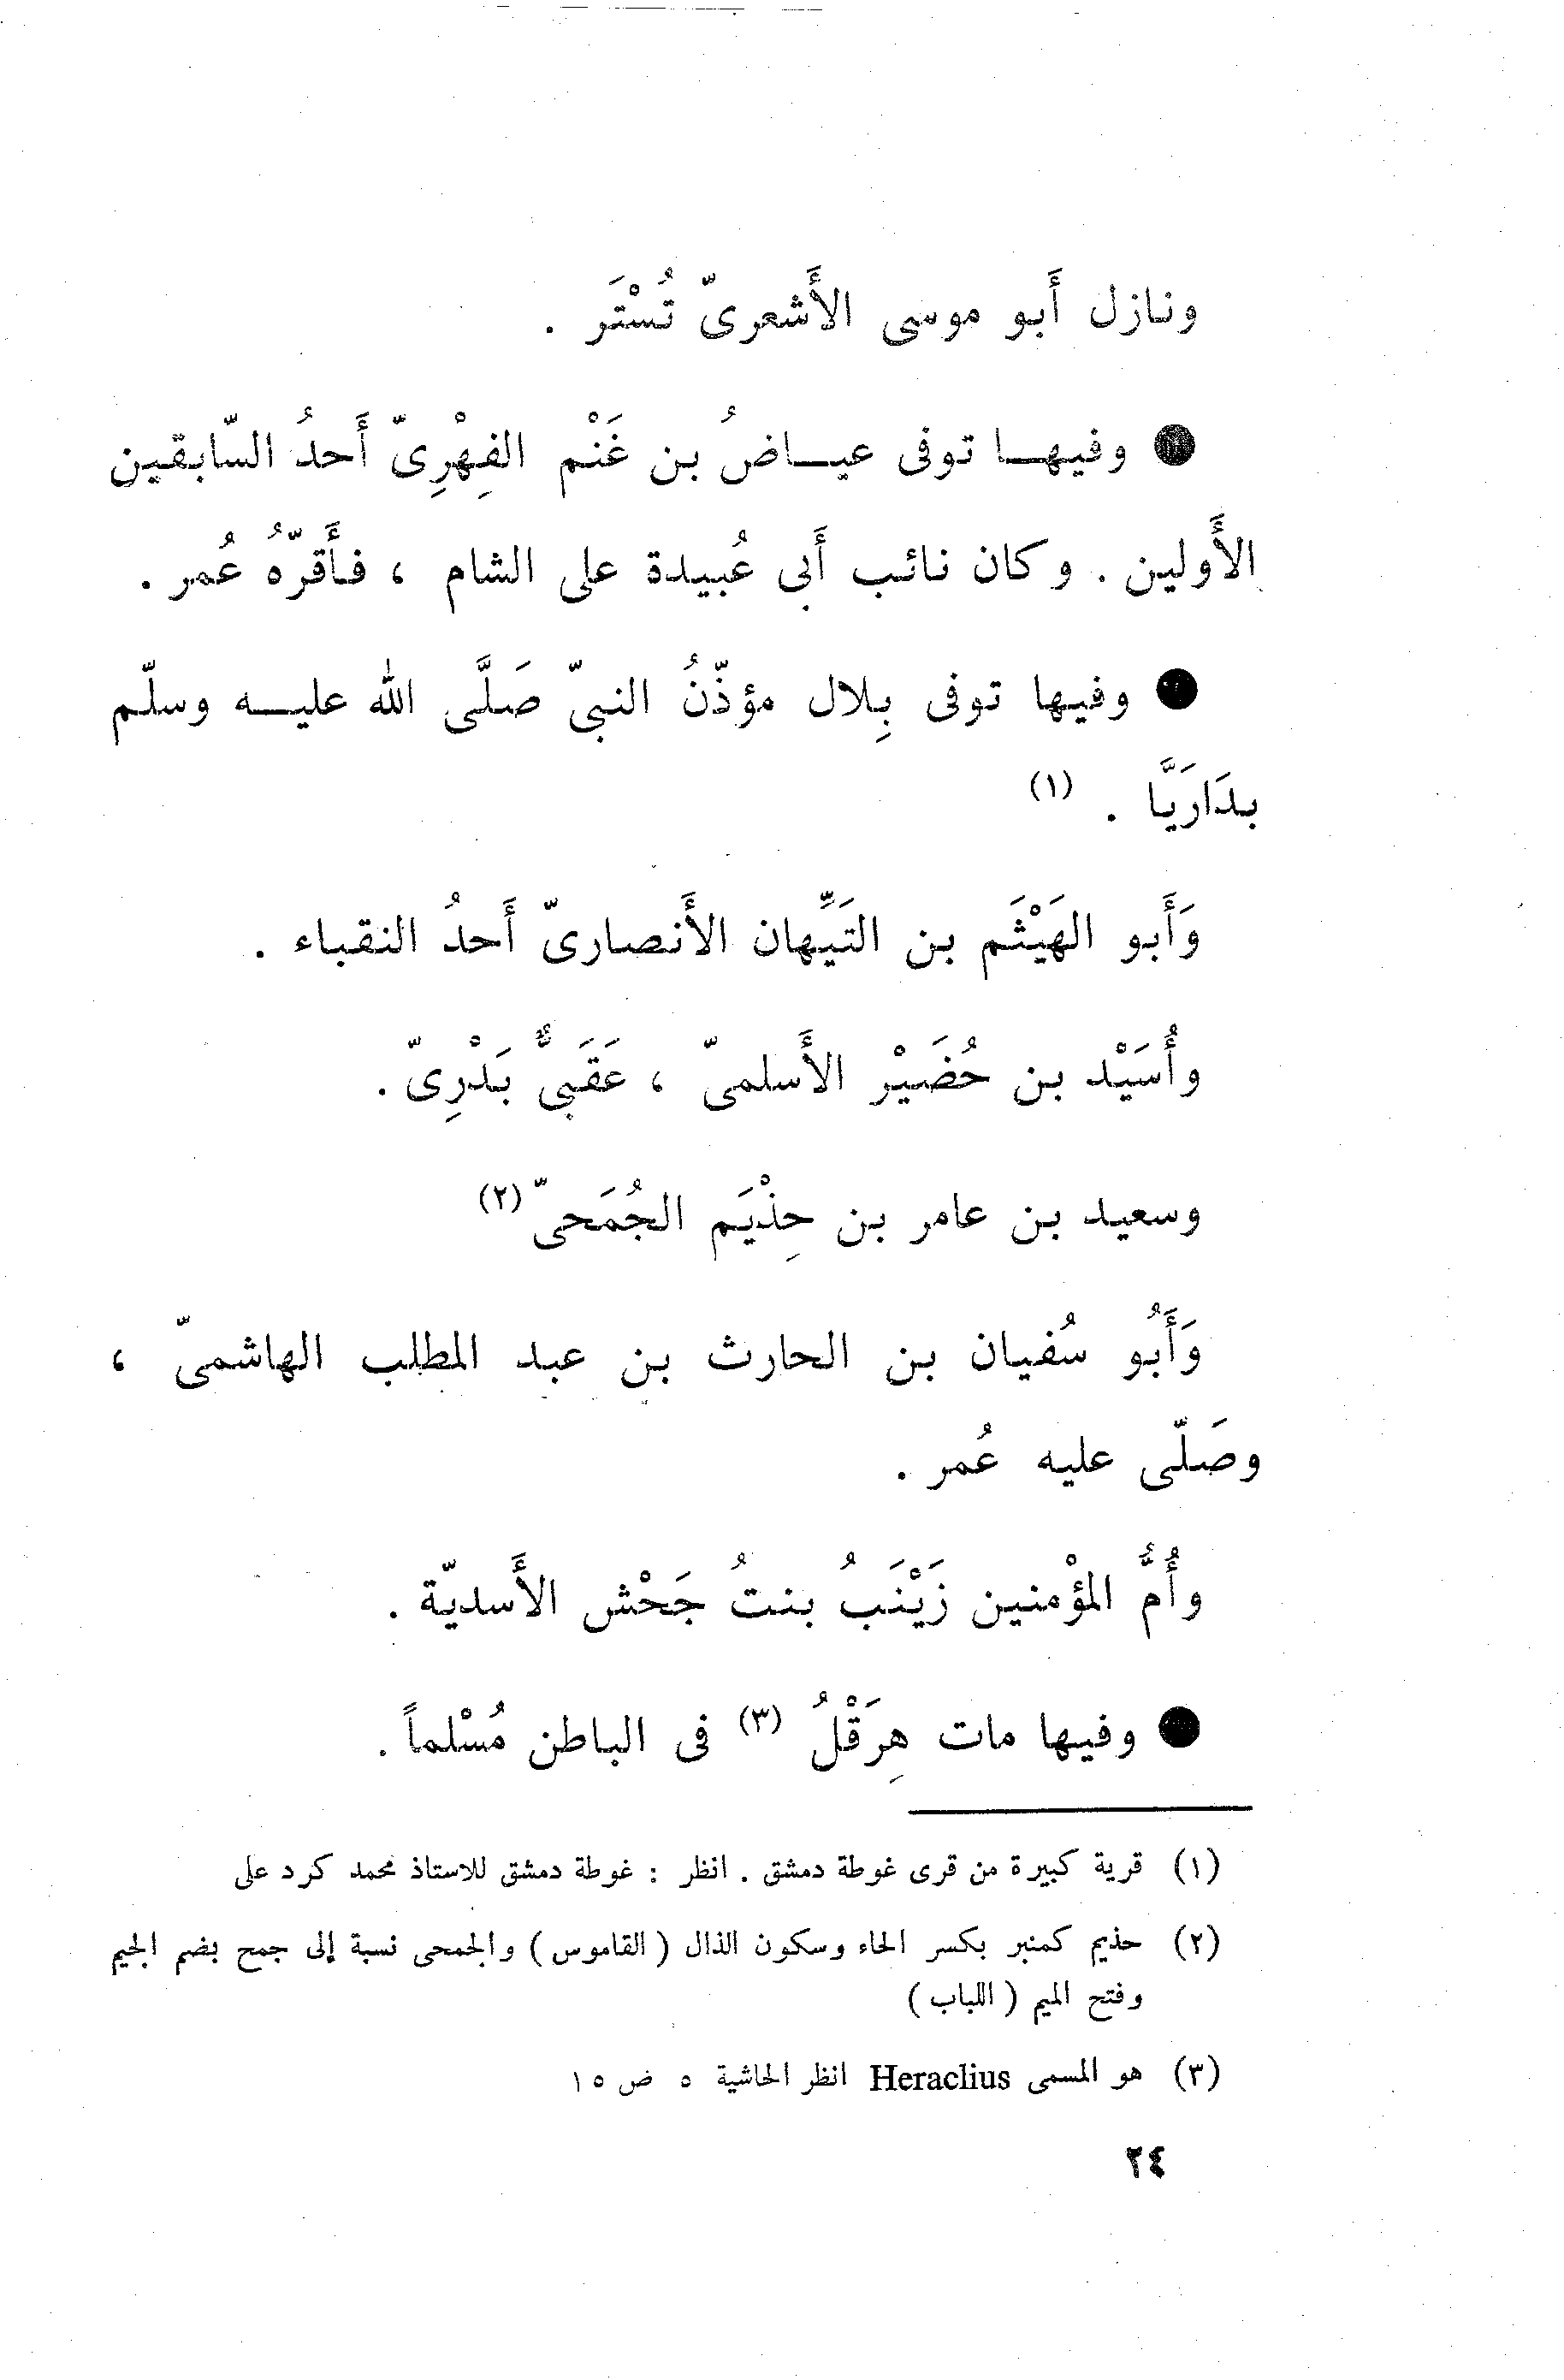 ونازل أَبو موسى الأَشعرىّ تُسْتَر .
● وفيهـا توفى عيـاضُ بن غَنْم الفِهْرِىّ أَحدُ السّابقين
الأَولين . وكان نائب أَبى عُبيدة على الشام ، فأَقرّهُ عُمر .
● وفيها توفى بِلال مؤذّنُ النبىّ صَلَّى الله عليـه وسلّم
بدَارَيَّا . (١)
وَأَبو الهَيْثَم بن التَيِّهان الأَنصارىّ أَحدُ النقباء .
وأُسَيْد بن حُضَيْر الأَسلمىّ ، عَقَبىٌّ بَدْرِىّ .
وسعيد بن عامر بن حِذْيَم الجُمَحىّ (٢)
وَأَبُو سُفيان بن الحارث بن عبد المطلب الهاشمىّ ،
وصَلّى عليه عُمر .
وأُمُّ المؤْمنين زَيْنَبُ بنتُ جَحْش الأَسديّة .
● وفيها مات هِرَقْلُ (٣) فى الباطن مُسْلماً .
(١) قرية كبيرة من قرى غوطة دمشق . انظر : غوطة دمشق للاستاذ محمد كرد على
(٢) حذيم كمنبر بكسر الحاء وسكون الذال ( القاموس ) والجمحى نسبة إلى جمح بضم الجيم
وفتح الميم ( اللباب )
(٣) هو المسمى Heraclius انظر الحاشية ٥ ص ١٥
٢٤